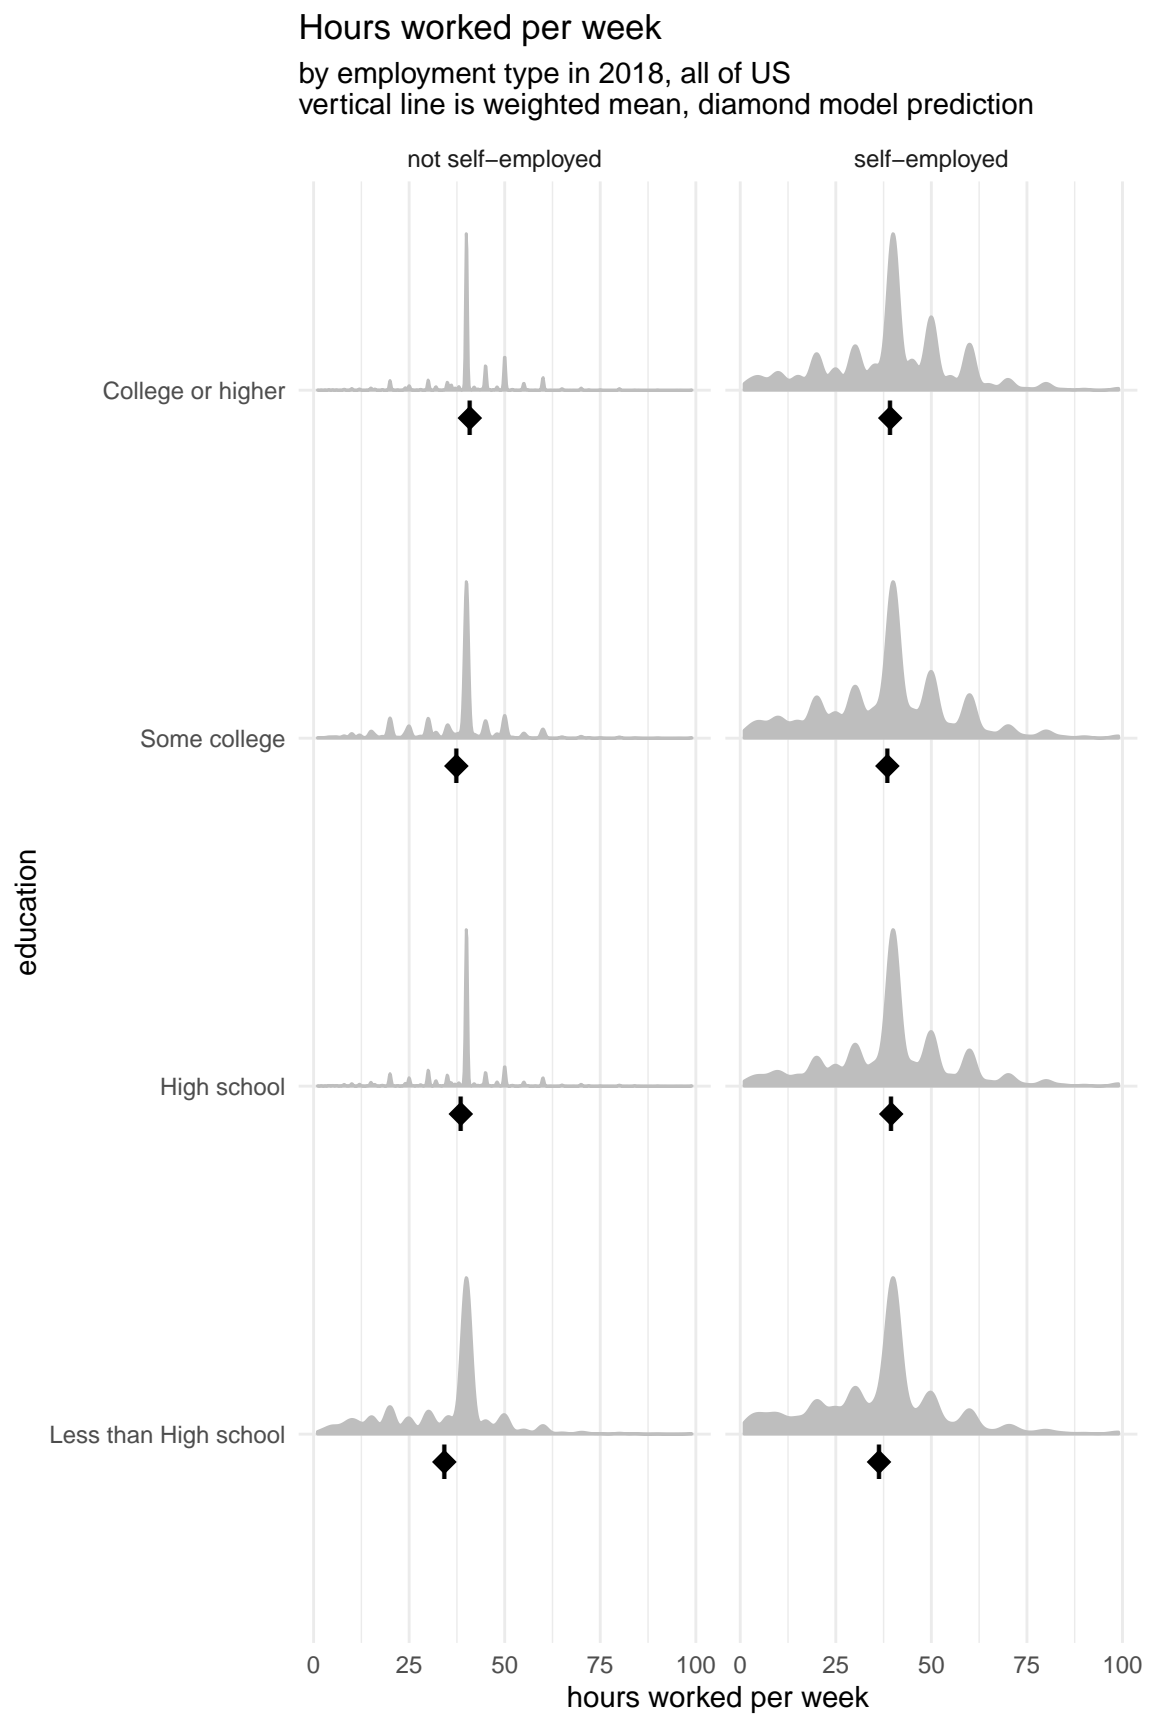 Hours worked per week
by employment type in 2018, all of US
vertical line is weighted mean, diamond model prediction
not self−employed
self−employed
College or higher
Some college
education
High school
Less than High school
0 25 50 75 100 0 25 50 75 100
hours worked per week